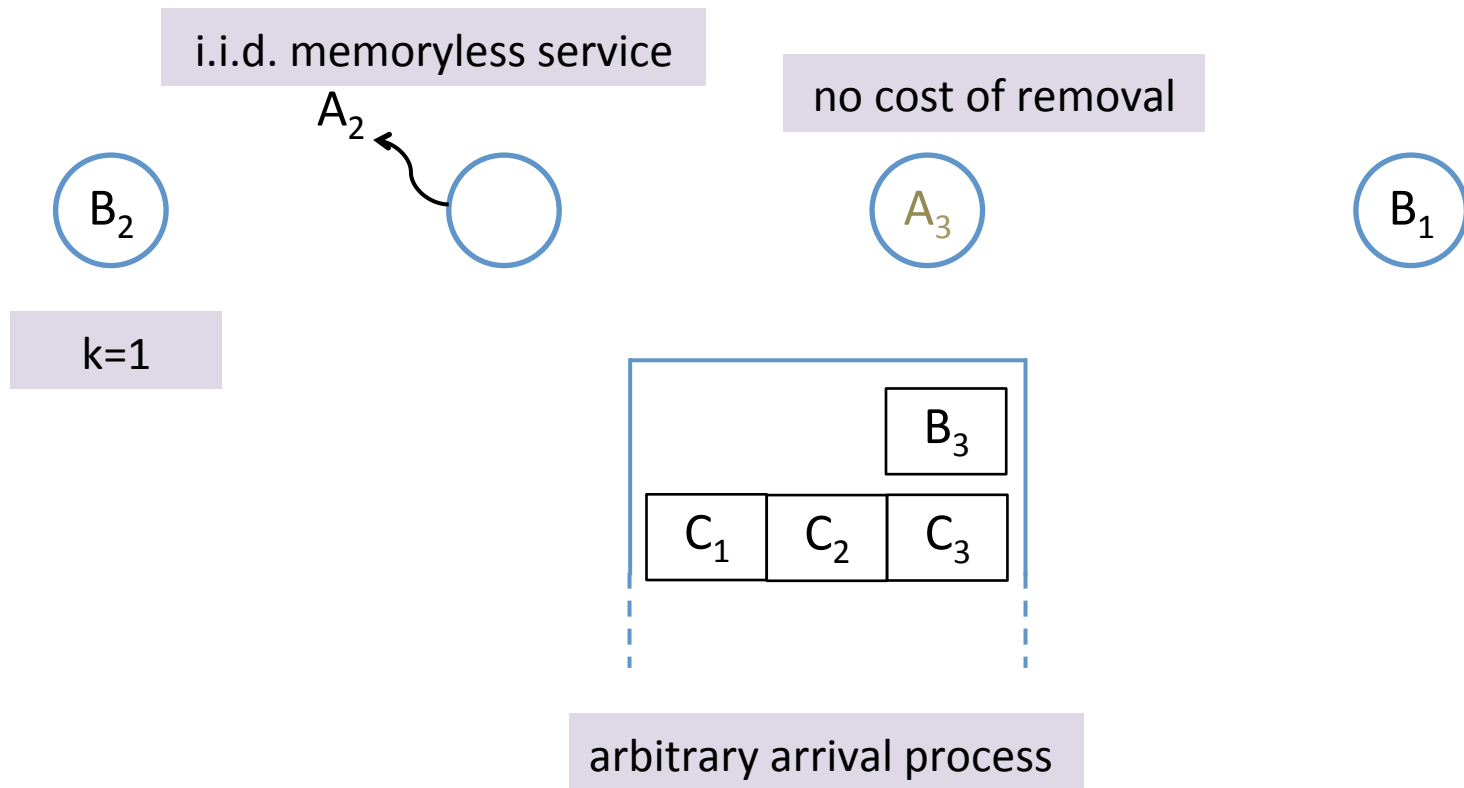 i.i.d. memoryless service
no cost of removal
A₂
B₂
A₃
B₁
k=1
B₃
C₁ C₂ C₃
arbitrary arrival process